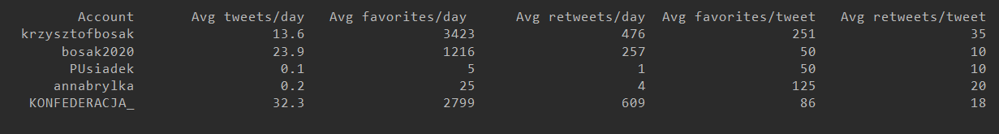 Account Avg tweets/day Avg favorites/day Avg retweets/day Avg favorites/tweet Avg retweets/tweet
krzysztofbosak 13.6 3423 476 251 35
bosak2020 23.9 1216 257 50 10
PUsiadek 0.1 5 1 50 10
annabrylka 0.2 25 4 125 20
KONFEDERACJA_ 32.3 2799 609 86 18